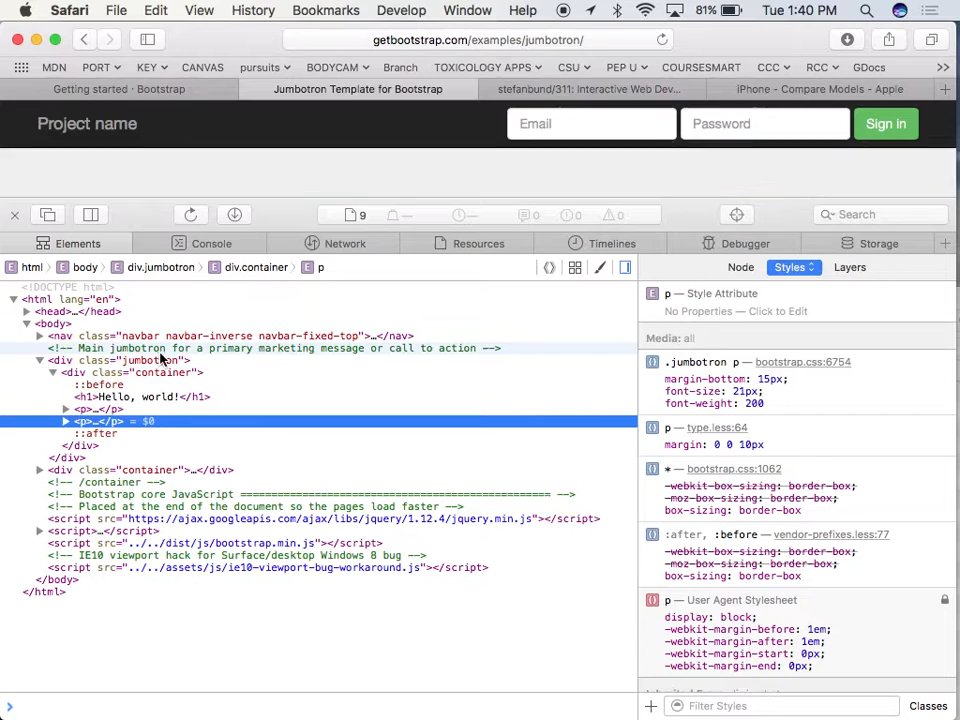 Safari File Edit View History Bookmarks Develop Window Help 81% Tue 1:40 PM
getbootstrap.com/examples/jumbotron/
MDN PORT KEY CANVAS pursuits BODYCAM Branch TOXICOLOGY APPS CSU PEP U COURSESMART CCC RCC GDocs >>
Getting started · Bootstrap Jumbotron Template for Bootstrap stefanbund/311: Interactive Web Dev... iPhone - Compare Models - Apple
Project name Email Password Sign in
9 — — 0 0 0 Search
Elements Console Network Resources Timelines Debugger Storage
E html E body E div.jumbotron E div.container E p Node Styles Layers
<!DOCTYPE html>
<html lang="en">
<head>…</head>
<body>
<nav class="navbar navbar-inverse navbar-fixed-top">…</nav>
<!-- Main jumbotron for a primary marketing message or call to action -->
<div class="jumbotron">
<div class="container">
::before
<h1>Hello, world!</h1>
<p>…</p>
<p>…</p> = $0
::after
</div>
</div>
<div class="container">…</div>
<!-- /container -->
<!-- Bootstrap core JavaScript ================================================== -->
<!-- Placed at the end of the document so the pages load faster -->
<script src="https://ajax.googleapis.com/ajax/libs/jquery/1.12.4/jquery.min.js"></script>
<script>…</script>
<script src="../../dist/js/bootstrap.min.js"></script>
<!-- IE10 viewport hack for Surface/desktop Windows 8 bug -->
<script src="../../assets/js/ie10-viewport-bug-workaround.js"></script>
</body>
</html>
E p — Style Attribute
No Properties — Click to Edit
Media: all
.jumbotron p — bootstrap.css:6754
margin-bottom: 15px;
font-size: 21px;
font-weight: 200
p — type.less:64
margin: 0 0 10px
* — bootstrap.css:1062
-webkit-box-sizing: border-box;
-moz-box-sizing: border-box;
box-sizing: border-box
:after, :before — vendor-prefixes.less:77
-webkit-box-sizing: border-box;
-moz-box-sizing: border-box;
box-sizing: border-box
p — User Agent Stylesheet
display: block;
-webkit-margin-before: 1em;
-webkit-margin-after: 1em;
-webkit-margin-start: 0px;
-webkit-margin-end: 0px;
Filter Styles Classes